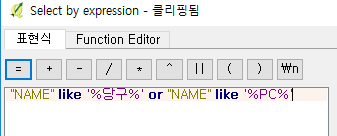 Select by expression - 클리핑됨
표현식 Function Editor
= + - / * ^ || ( ) ₩n
"NAME" like '%당구%' or "NAME" like '%PC%'